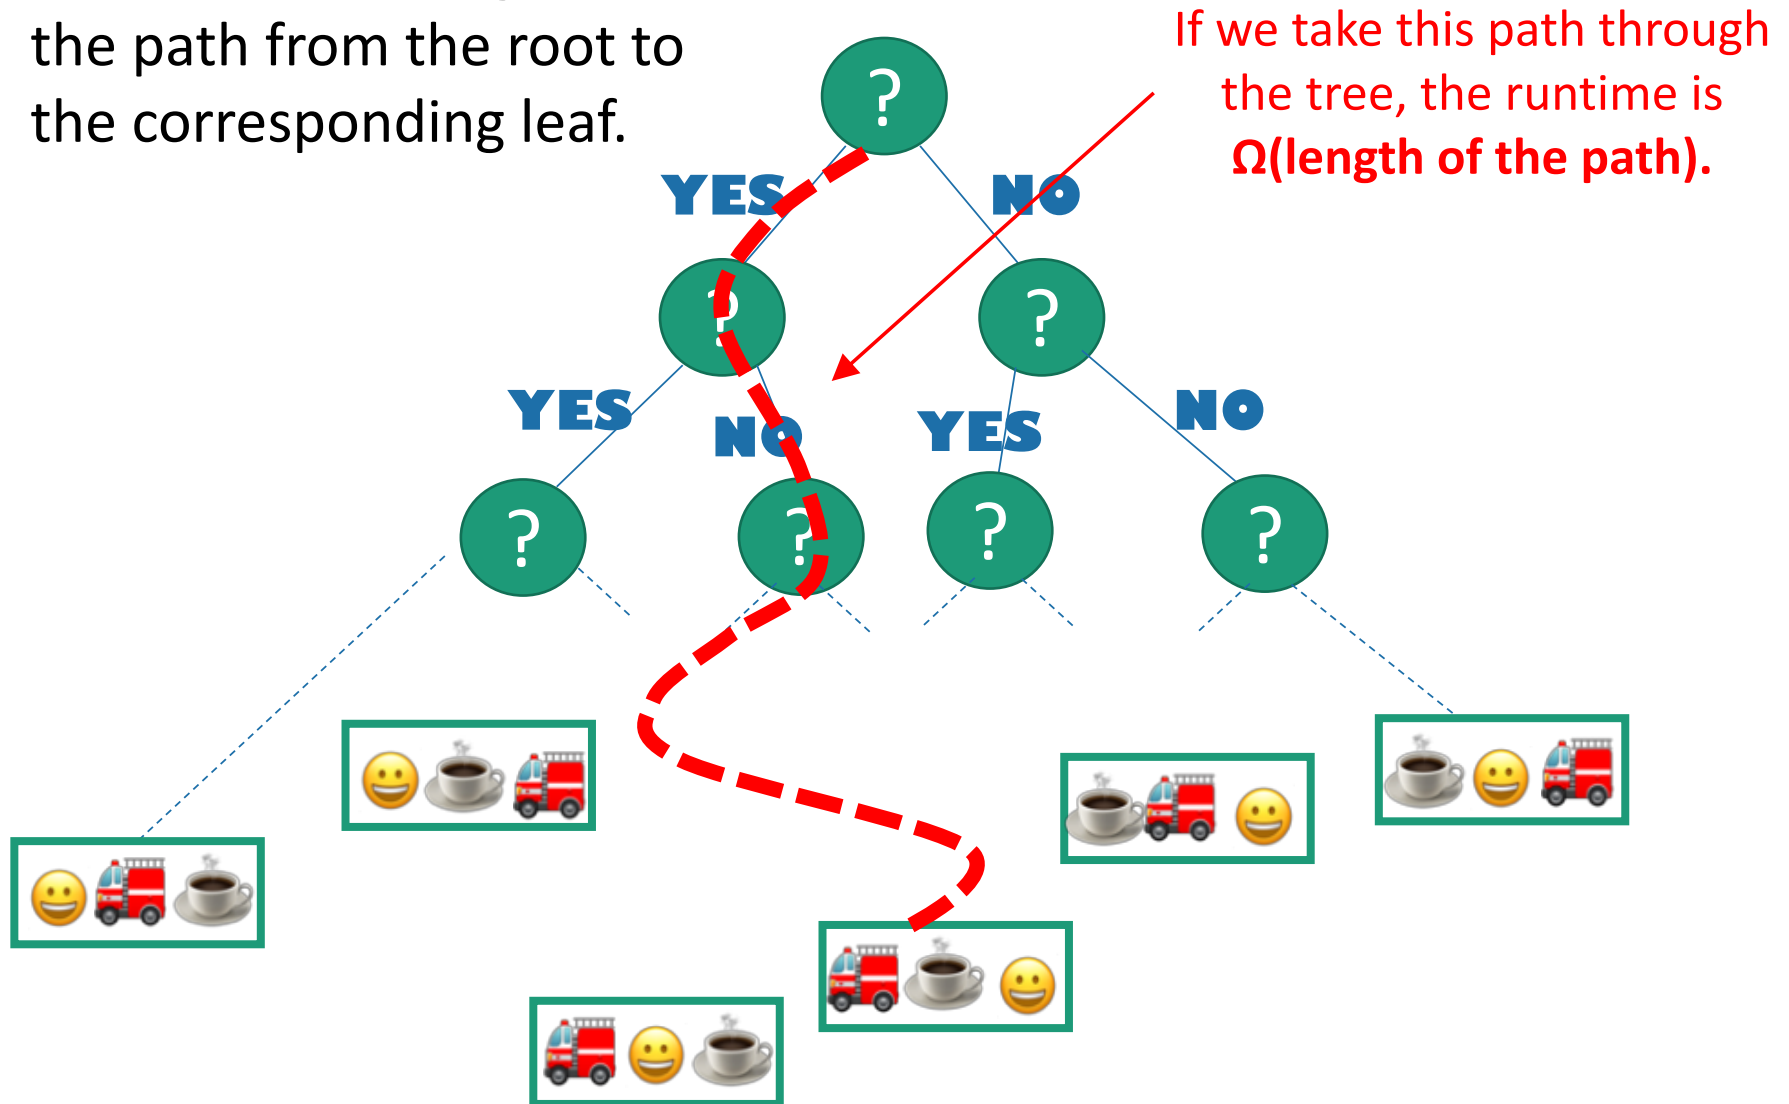 the path from the root to
the corresponding leaf.
If we take this path through
the tree, the runtime is
Ω(length of the path).
?
YES
NO
?
?
YES
NO
YES
NO
?
?
?
?